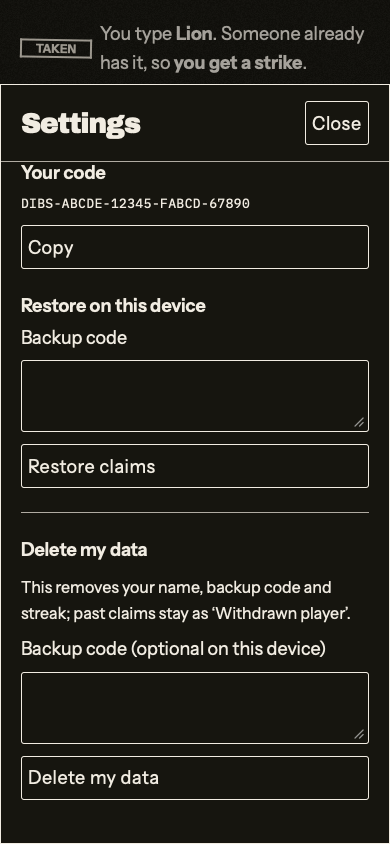 TAKEN
You type Lion. Someone already
has it, so you get a strike.
Settings
Close
Your code
DIBS-ABCDE-12345-FABCD-67890
Copy
Restore on this device
Backup code
Restore claims
Delete my data
This removes your name, backup code and
streak; past claims stay as ‘Withdrawn player’.
Backup code (optional on this device)
Delete my data